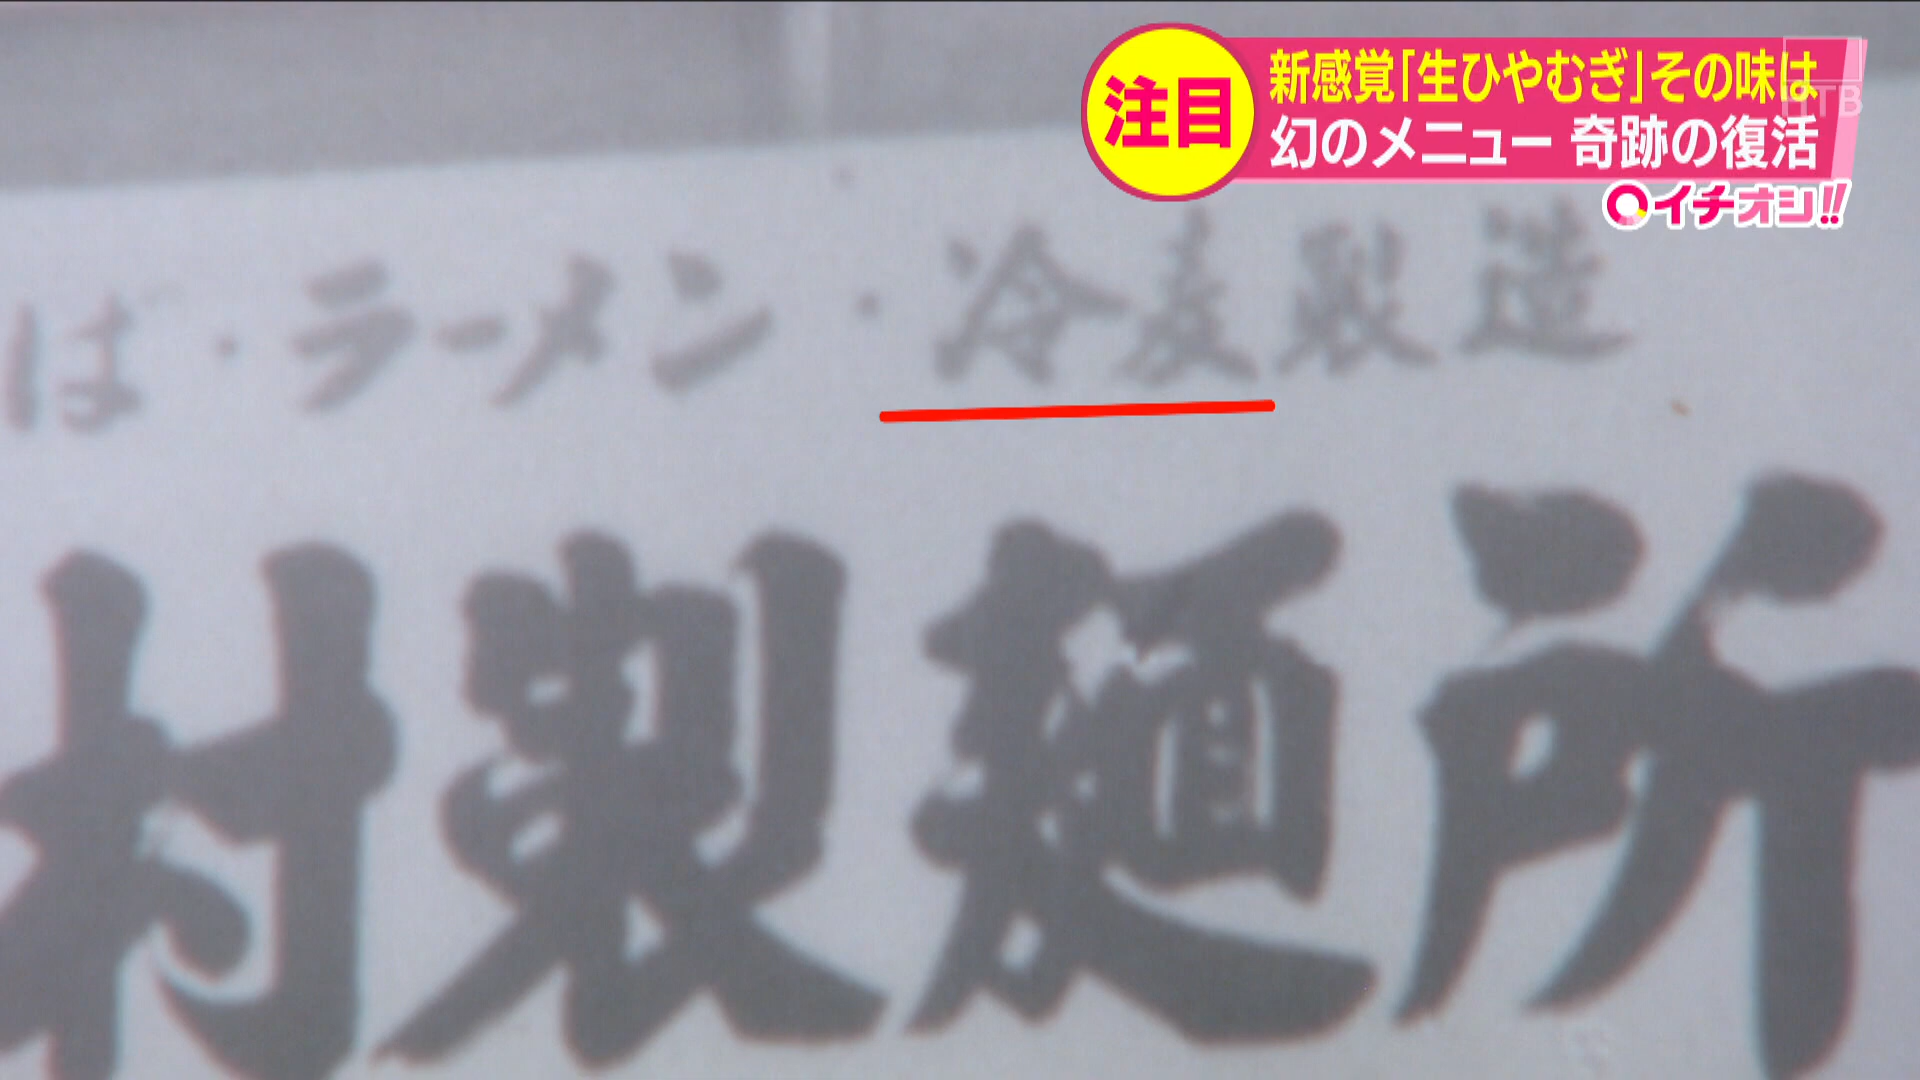 注目
新感覚「生ひやむぎ」その味は
幻のメニュー 奇跡の復活
HTB
イチオシ!!
ば・ラーメン・冷麦製造
村製麺所